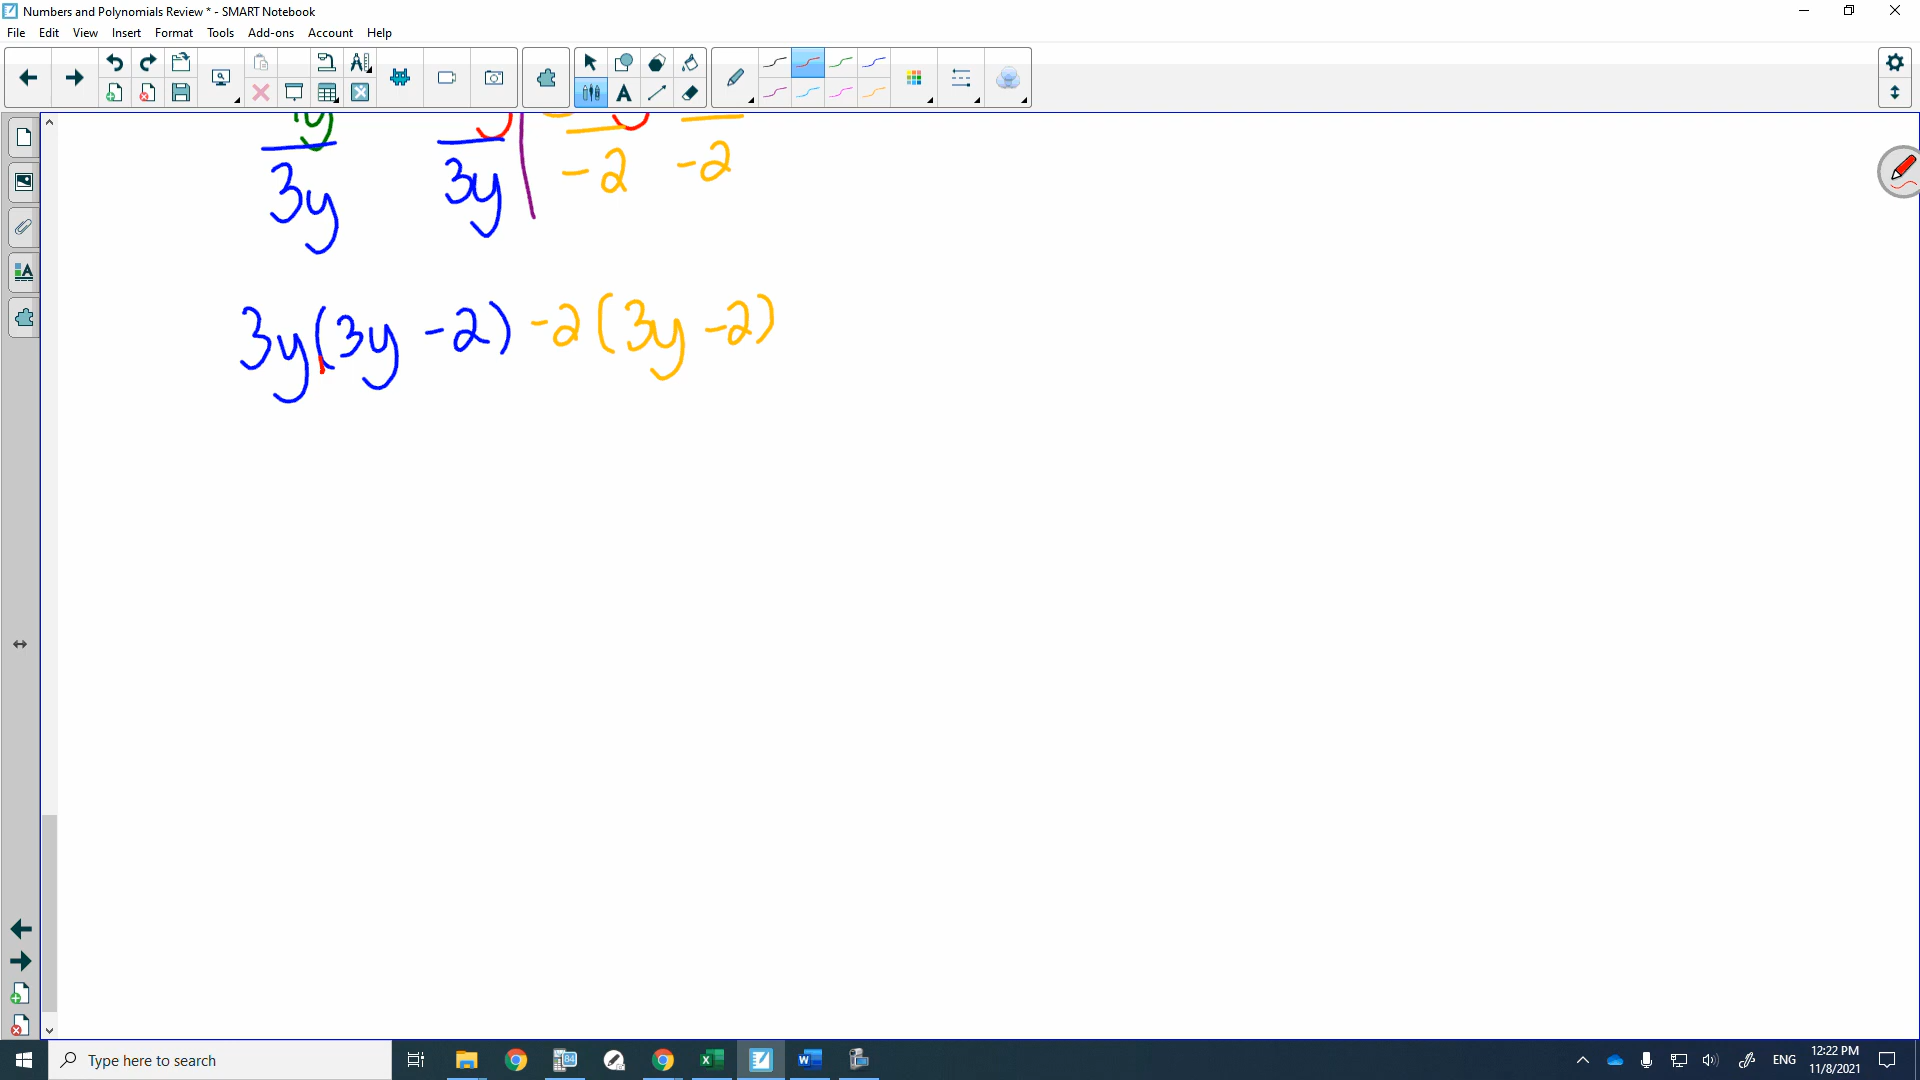 Numbers and Polynomials Review * - SMART Notebook
File Edit View Insert Format Tools Add-ons Account Help
y y y
3y 3y -2 -2
3y(3y -2) -2(3y -2)
Type here to search
84
ENG
12:22 PM
11/8/2021